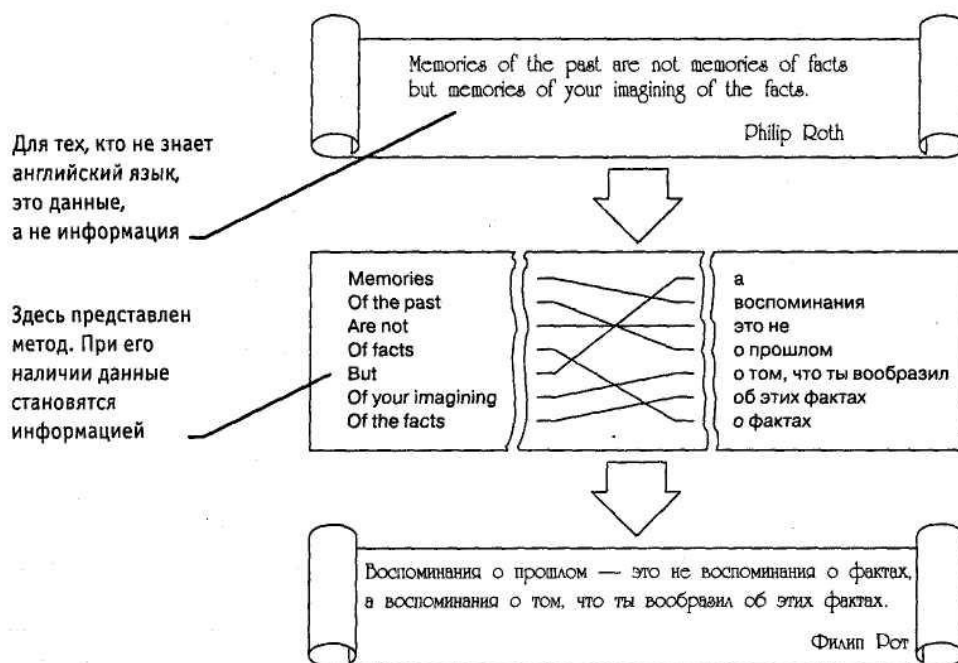 Memories of the past are not memories of facts
but memories of your imagining of the facts.
Philip Roth
Для тех, кто не знает
английский язык,
это данные,
а не информация
Здесь представлен
метод. При его
наличии данные
становятся
информацией
Memories
Of the past
Are not
Of facts
But
Of your imagining
Of the facts
а
воспоминания
это не
о прошлом
о том, что ты вообразил
об этих фактах
о фактах
Воспоминания о прошлом — это не воспоминания о фактах,
а воспоминания о том, что ты вообразил об этих фактах.
Филип Рот